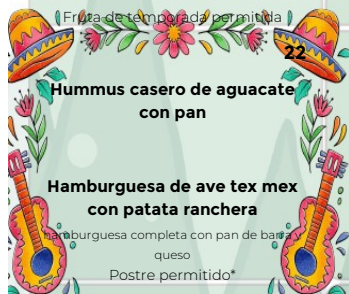 Fruta de temporada permitida
22
Hummus casero de aguacate
con pan
Hamburguesa de ave tex mex
con patata ranchera
hamburguesa completa con pan de barra y
queso
Postre permitido*